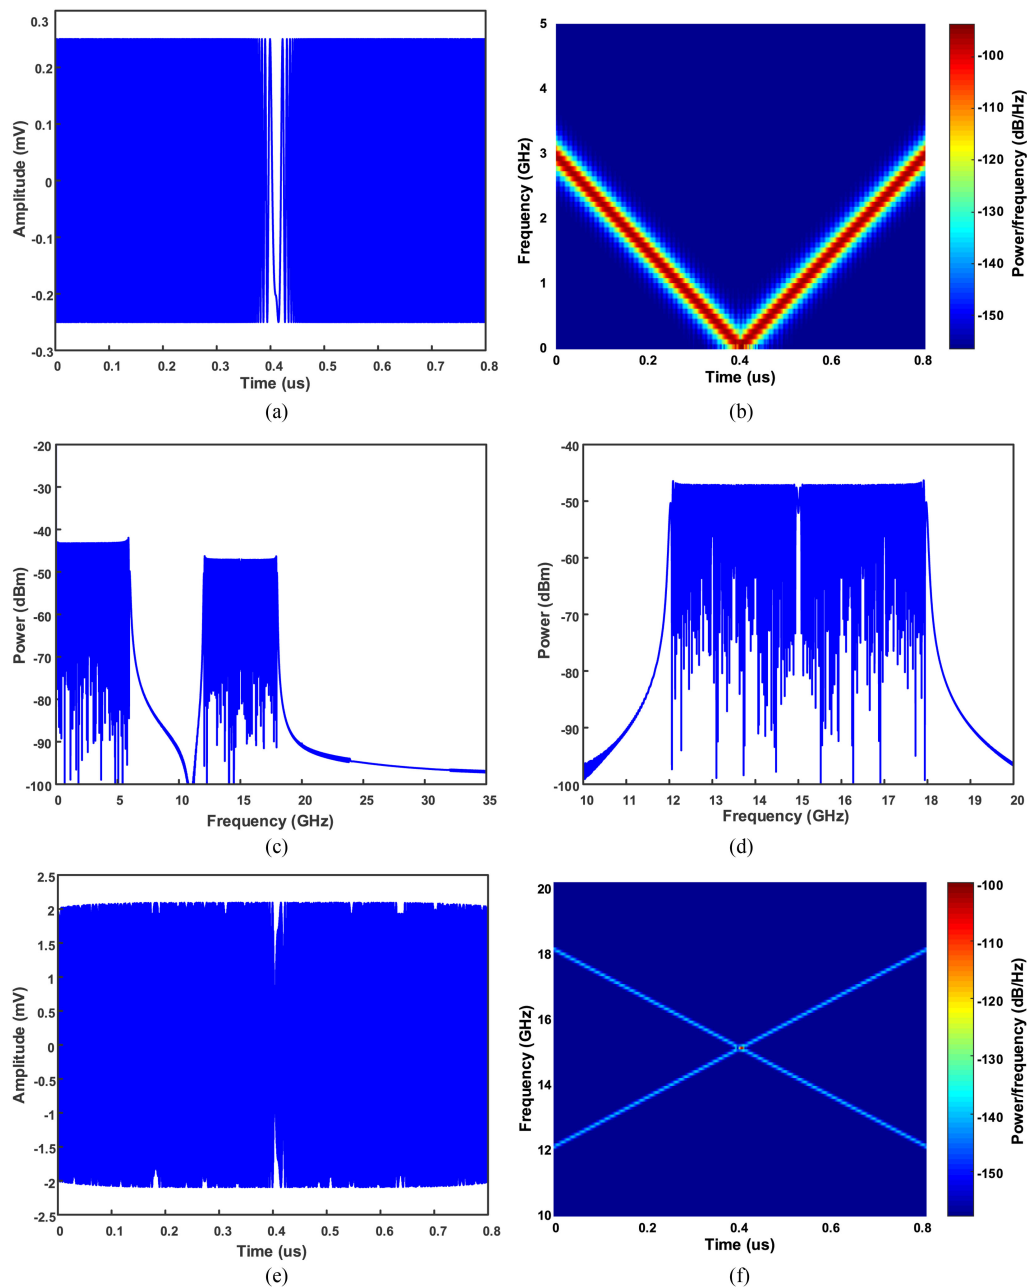 0.3
0.2
0.1
0
-0.1
-0.2
-0.3
Amplitude (mV)
0 0.1 0.2 0.3 0.4 0.5 0.6 0.7 0.8
Time (us)
(a)
5
4
3
2
1
0
Frequency (GHz)
0 0.2 0.4 0.6 0.8
Time (us)
-100
-110
-120
-130
-140
-150
Power/frequency (dB/Hz)
(b)
-20
-30
-40
-50
-60
-70
-80
-90
-100
Power (dBm)
0 5 10 15 20 25 30 35
Frequency (GHz)
(c)
-40
-50
-60
-70
-80
-90
-100
Power (dBm)
10 11 12 13 14 15 16 17 18 19 20
Frequency (GHz)
(d)
2.5
2
1.5
1
0.5
0
-0.5
-1
-1.5
-2
-2.5
Amplitude (mV)
0 0.1 0.2 0.3 0.4 0.5 0.6 0.7 0.8
Time (us)
(e)
20
18
16
14
12
10
Frequency (GHz)
0 0.2 0.4 0.6 0.8
Time (us)
-100
-110
-120
-130
-140
-150
Power/frequency (dB/Hz)
(f)